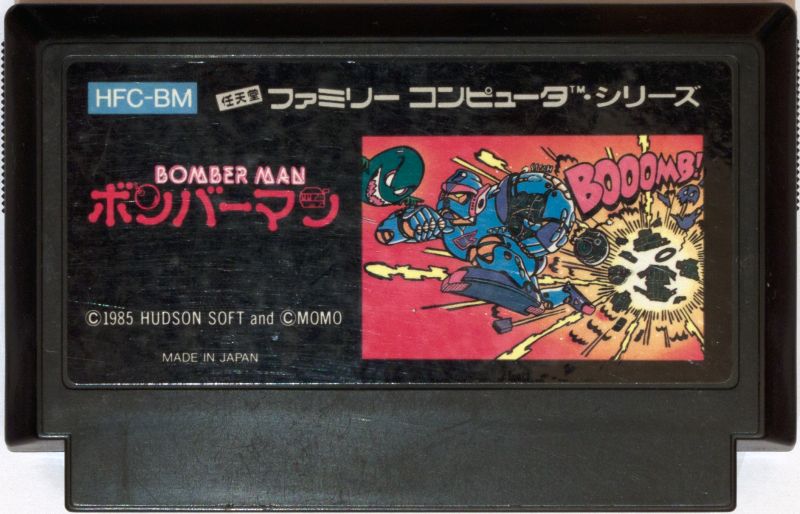 HFC-BM
任天堂 ファミリー コンピュータ™・シリーズ
BOMBER MAN
ボンバーマン
BOOOMB!
©1985 HUDSON SOFT and ©MOMO
MADE IN JAPAN